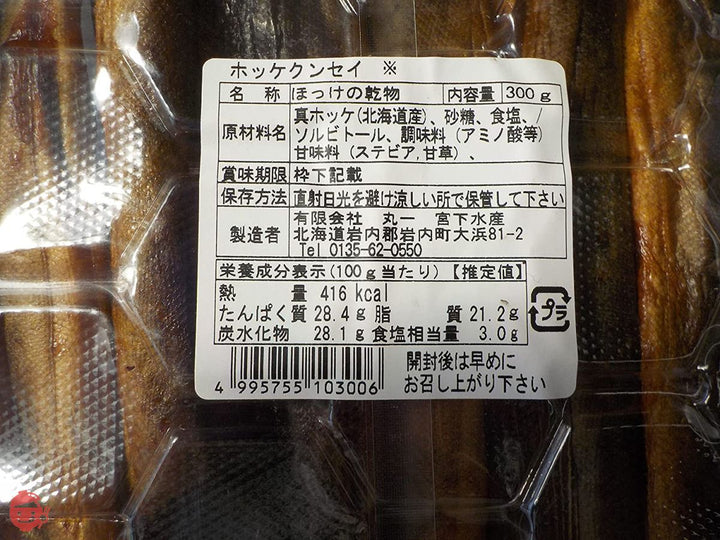 ホッケクンセイ ※
名 称 ほっけの乾物 内容量 300g
原材料名 真ホッケ(北海道産)、砂糖、食塩、/
ソルビトール、調味料（アミノ酸等)
甘味料（ステビア,甘草）、
賞味期限 枠下記載
保存方法 直射日光を避け涼しい所で保管して下さい
製造者 有限会社 丸一 宮下水産
北海道岩内郡岩内町大浜81-2
Tel 0135-62-0550
栄養成分表示(100g当たり)【推定値】
熱 量 416 kcal
たんぱく質 28.4g 脂 質 21.2g
炭水化物 28.1g 食塩相当量 3.0g
プラ
4 995755 103006
開封後は早めに
お召し上がり下さい